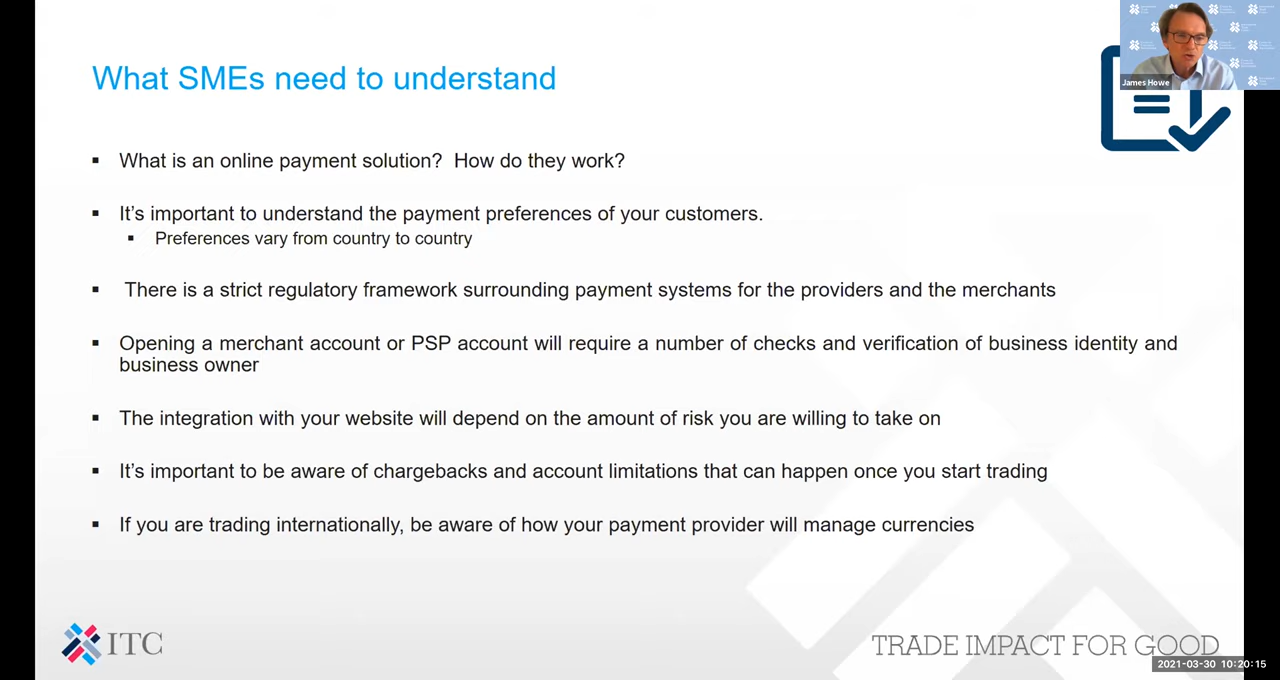 What SMEs need to understand
James Howe
▪ What is an online payment solution?  How do they work?
▪ It’s important to understand the payment preferences of your customers.
▪ Preferences vary from country to country
▪ There is a strict regulatory framework surrounding payment systems for the providers and the merchants
▪ Opening a merchant account or PSP account will require a number of checks and verification of business identity and
business owner
▪ The integration with your website will depend on the amount of risk you are willing to take on
▪ It’s important to be aware of chargebacks and account limitations that can happen once you start trading
▪ If you are trading internationally, be aware of how your payment provider will manage currencies
ITC
TRADE IMPACT FOR GOOD
2021-03-30 10:20:15